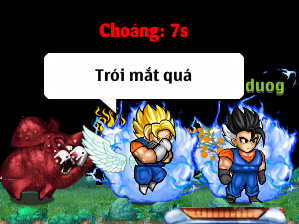 Choáng: 7s
Trói mắt quá
duog